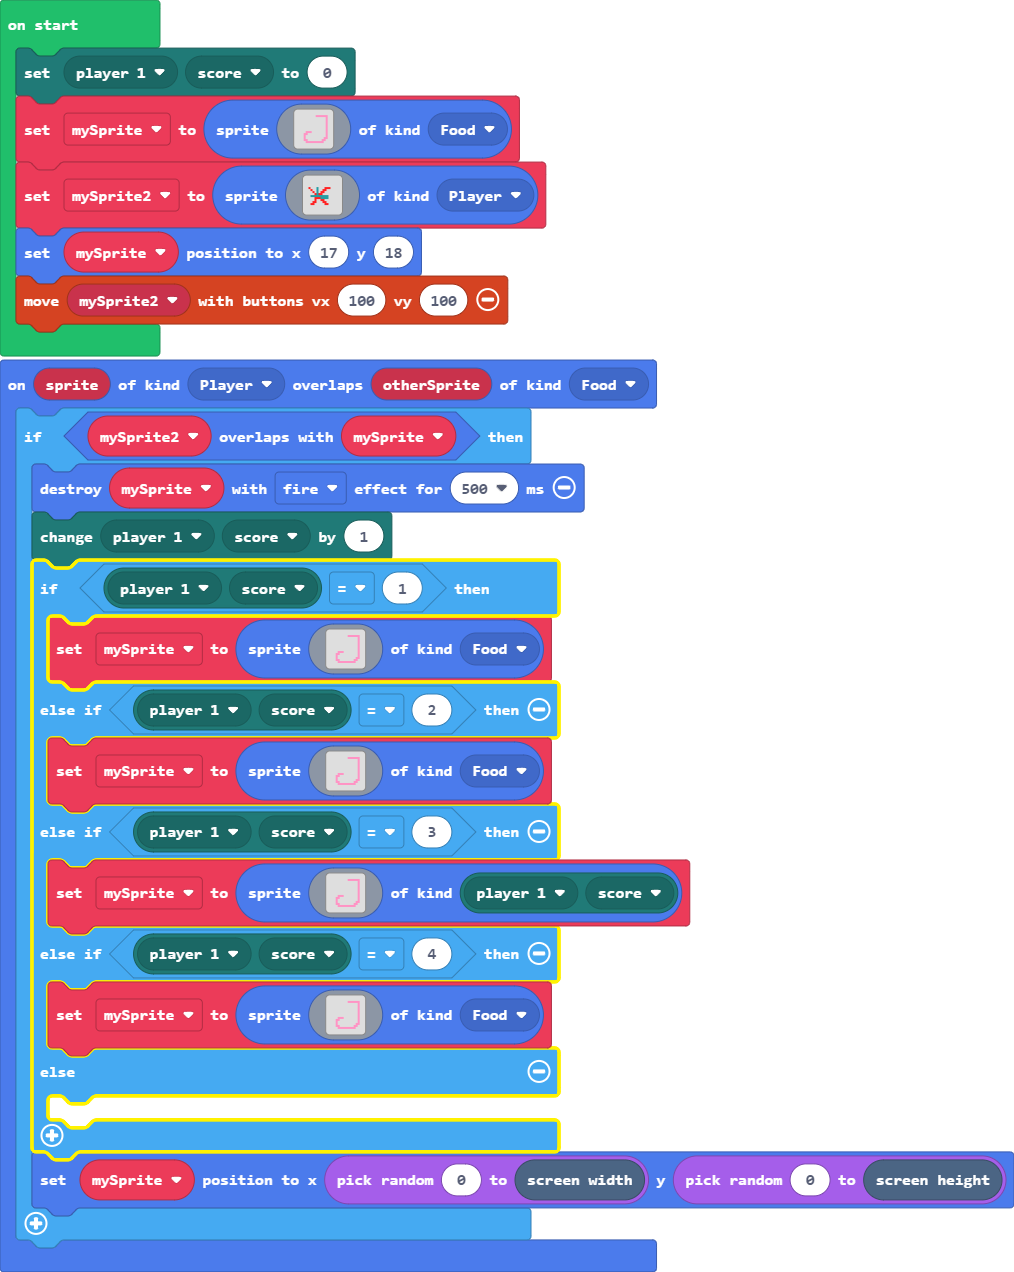 on start
set player 1 score to 0
set mySprite to sprite of kind Food
set mySprite2 to sprite of kind Player
set mySprite position to x 17 y 18
move mySprite2 with buttons vx 100 vy 100
on sprite of kind Player overlaps otherSprite of kind Food
if mySprite2 overlaps with mySprite then
destroy mySprite with fire effect for 500 ms
change player 1 score by 1
if player 1 score = 1 then
set mySprite to sprite of kind Food
else if player 1 score = 2 then
set mySprite to sprite of kind Food
else if player 1 score = 3 then
set mySprite to sprite of kind player 1 score
else if player 1 score = 4 then
set mySprite to sprite of kind Food
else
set mySprite position to x pick random 0 to screen width y pick random 0 to screen height